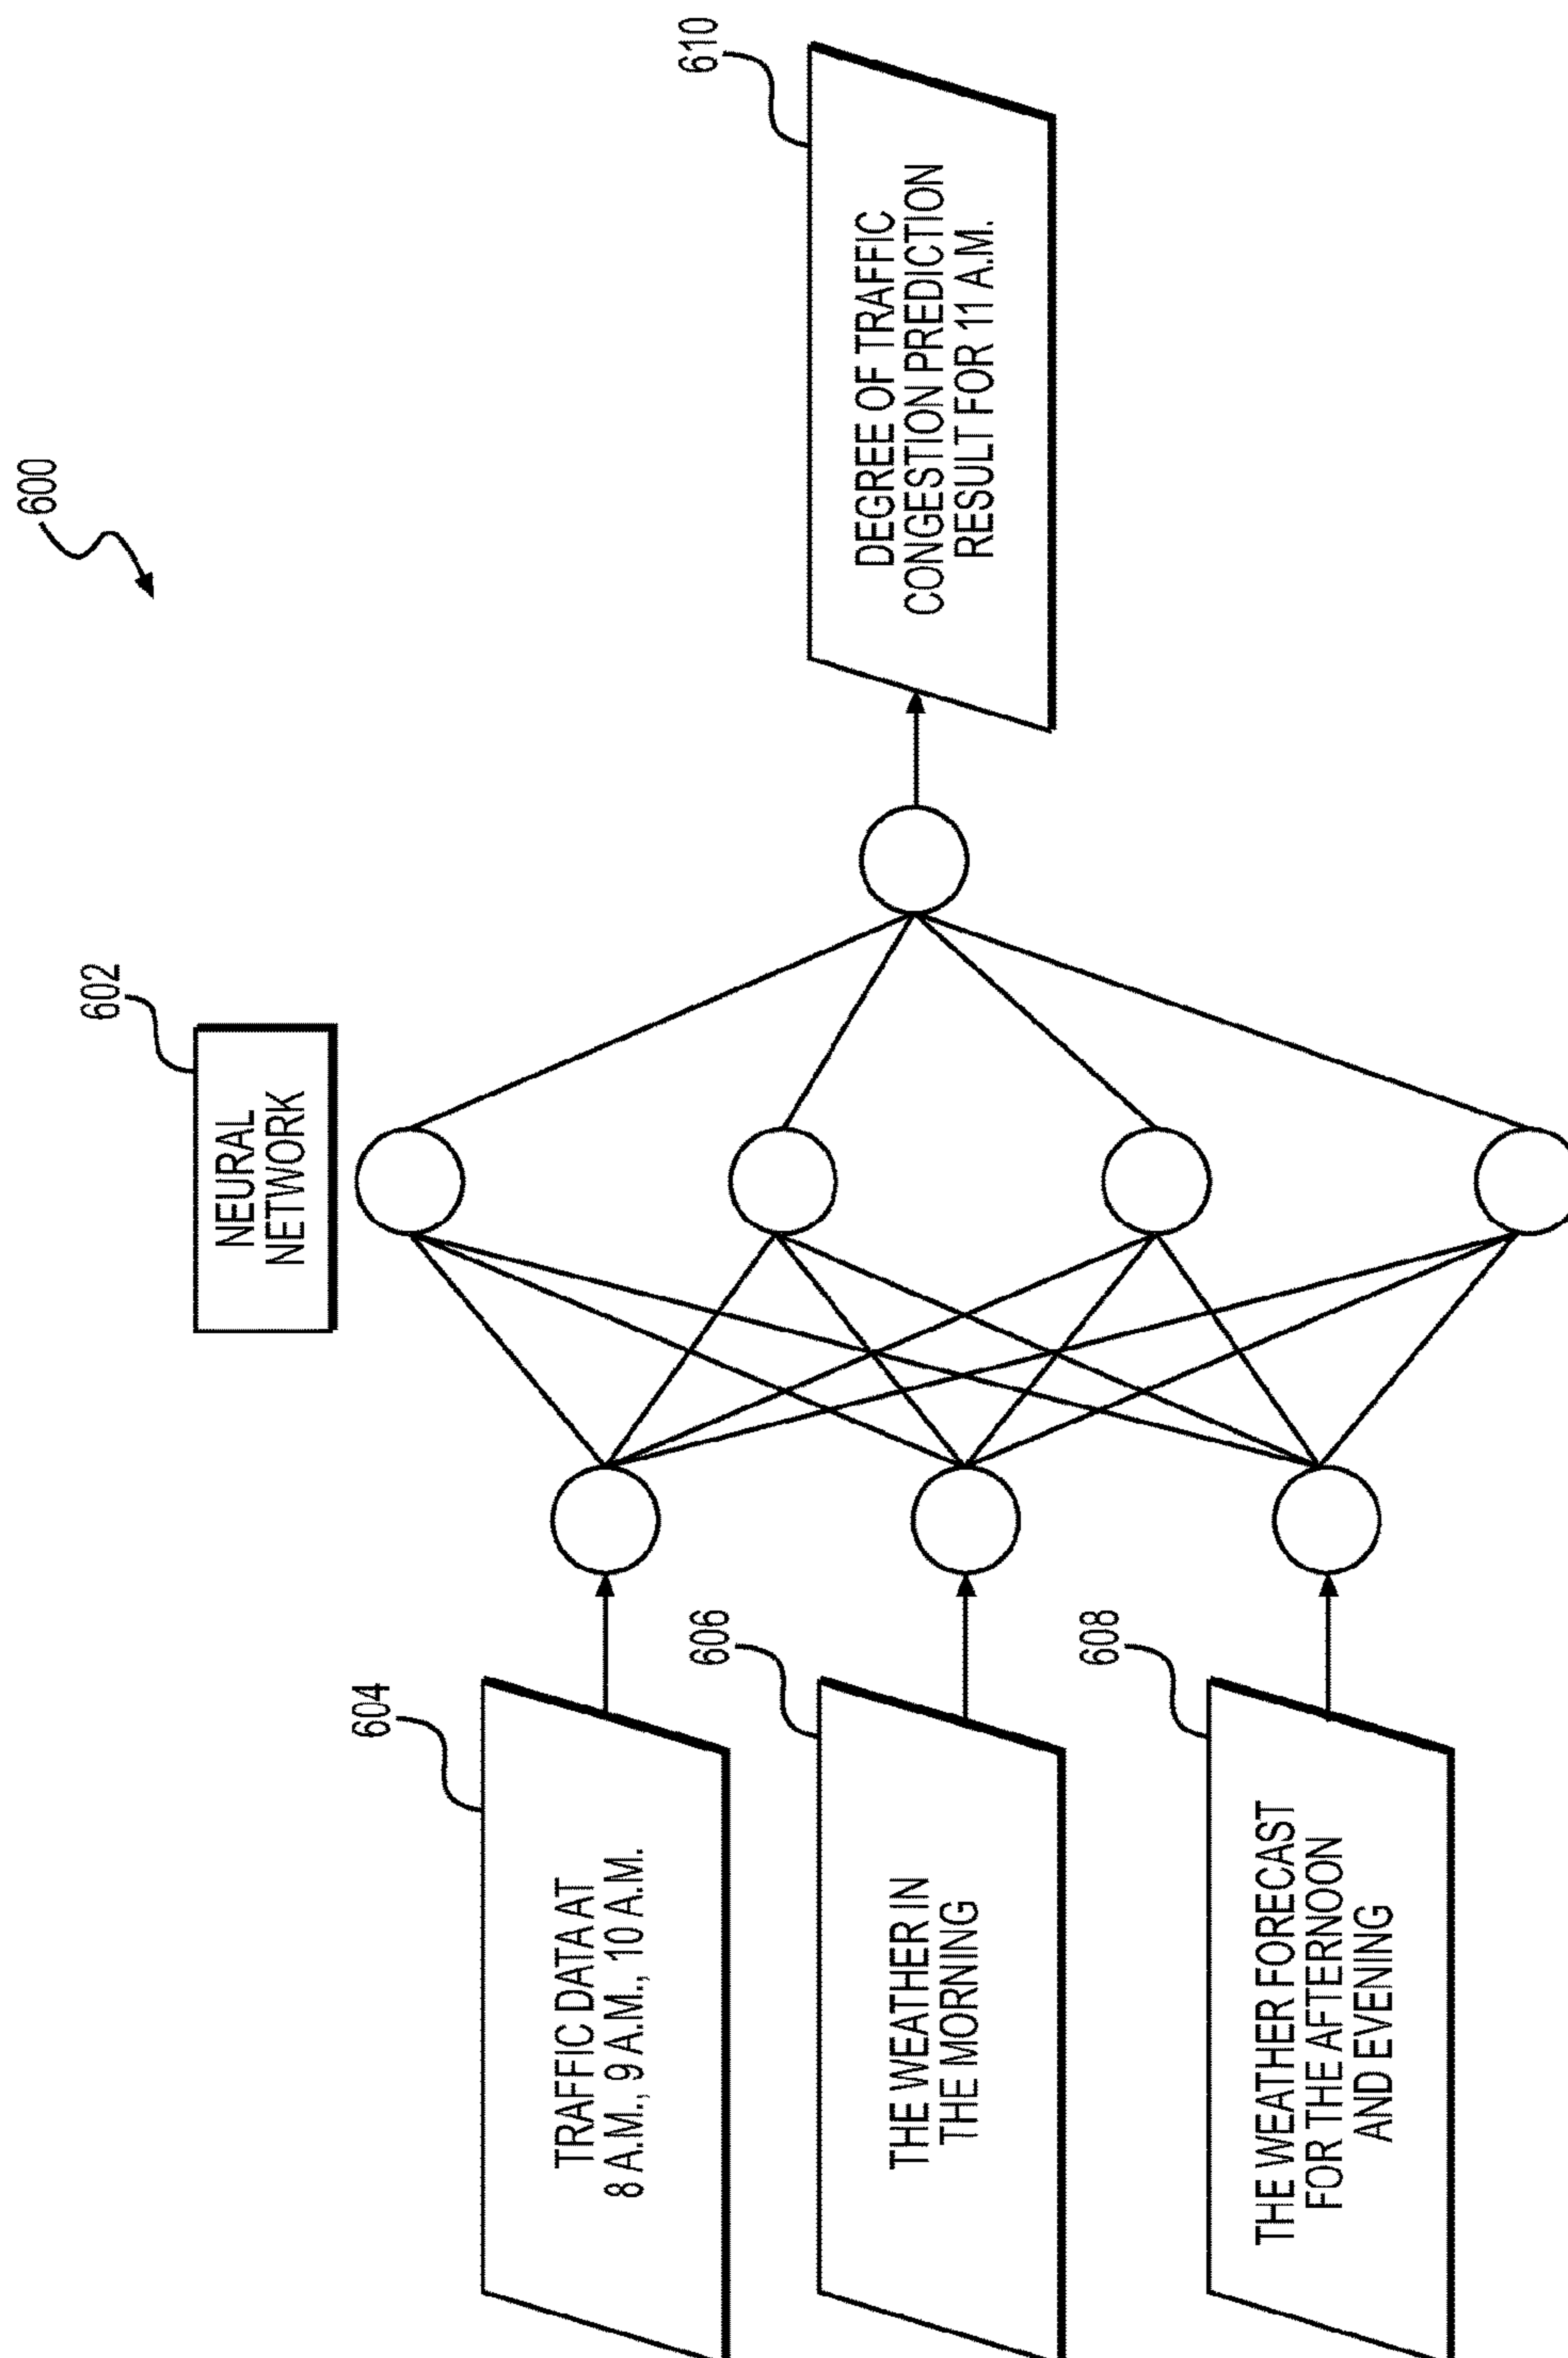 600
602
NEURAL
NETWORK
604
TRAFFIC DATA AT
8 A.M., 9 A.M., 10 A.M.
606
THE WEATHER IN
THE MORNING
608
THE WEATHER FORECAST
FOR THE AFTERNOON
AND EVENING
610
DEGREE OF TRAFFIC
CONGESTION PREDICTION
RESULT FOR 11 A.M.